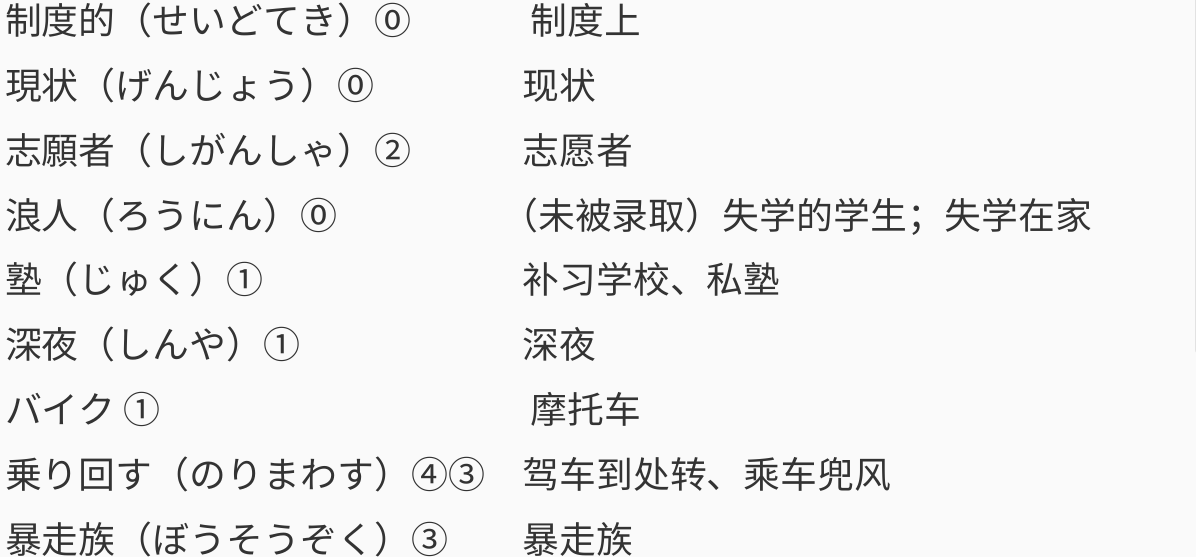 制度的（せいどてき）⓪ 制度上
現状（げんじょう）⓪ 现状
志願者（しがんしゃ）② 志愿者
浪人（ろうにん）⓪ （未被录取）失学的学生；失学在家
塾（じゅく）① 补习学校、私塾
深夜（しんや）① 深夜
バイク ① 摩托车
乗り回す（のりまわす）④③ 驾车到处转、乘车兜风
暴走族（ぼうそうぞく）③ 暴走族